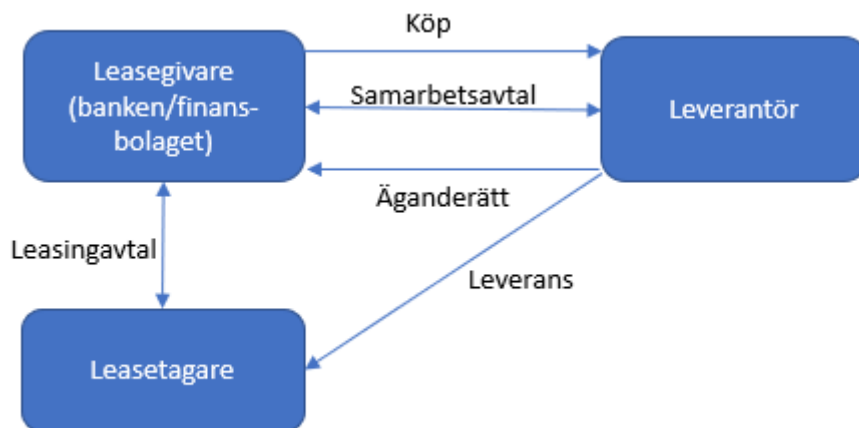 Köp
Leasegivare
(banken/finans-
bolaget)
Samarbetsavtal
Leverantör
Äganderätt
Leasingavtal
Leverans
Leasetagare